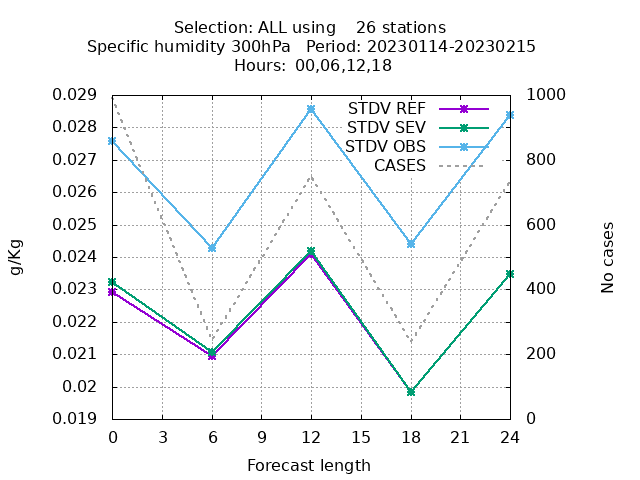 Selection: ALL using    26 stations
Specific humidity 300hPa   Period: 20230114-20230215
Hours:  00,06,12,18
STDV REF
STDV SEV
STDV OBS
CASES
0.029
0.028
0.027
0.026
0.025
0.024
0.023
0.022
0.021
0.02
0.019
g/Kg
1000
800
600
400
200
0
No cases
0 3 6 9 12 15 18 21 24
Forecast length